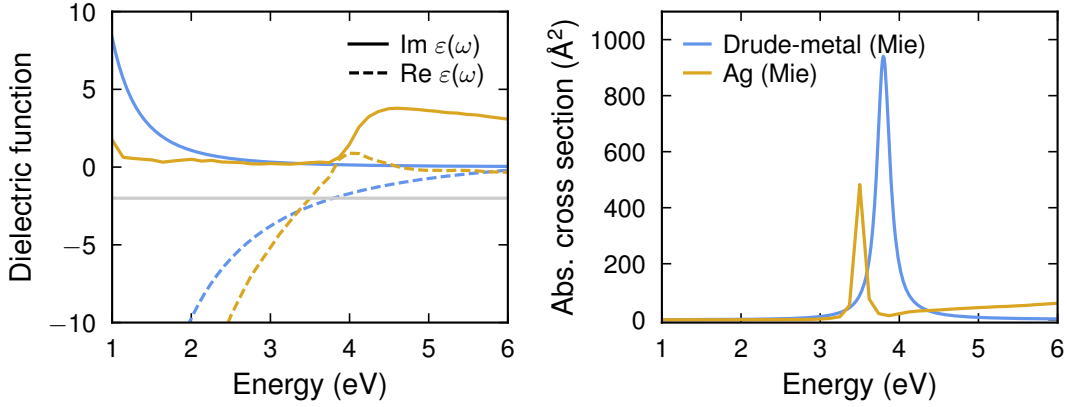 10
5
0
−5
−10
Dielectric function
Im ε(ω)
Re ε(ω)
1 2 3 4 5 6
Energy (eV)
1000
800
600
400
200
0
Abs. cross section (Å²)
Drude-metal (Mie)
Ag (Mie)
1 2 3 4 5 6
Energy (eV)